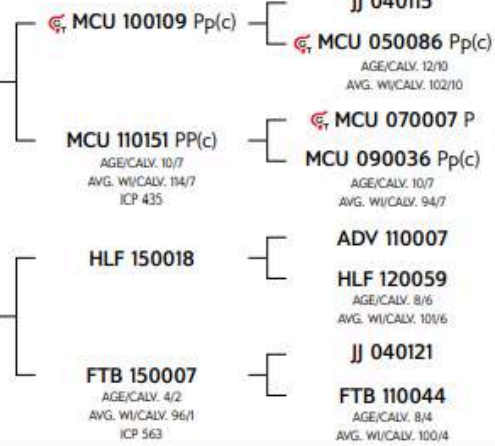 JJ 040115
MCU 100109 Pp(c)
MCU 050086 Pp(c)
AGE/CALV. 12/10
AVG. WI/CALV. 102/10
MCU 070007 P
MCU 110151 PP(c)
AGE/CALV. 10/7
AVG. WI/CALV. 114/7
ICP 435
MCU 090036 Pp(c)
AGE/CALV. 10/7
AVG. WI/CALV. 94/7
ADV 110007
HLF 150018
HLF 120059
AGE/CALV. 8/6
AVG. WI/CALV. 101/6
JJ 040121
FTB 150007
AGE/CALV. 4/2
AVG. WI/CALV. 96/1
ICP 563
FTB 110044
AGE/CALV. 8/4
AVG. WI/CALV. 100/4